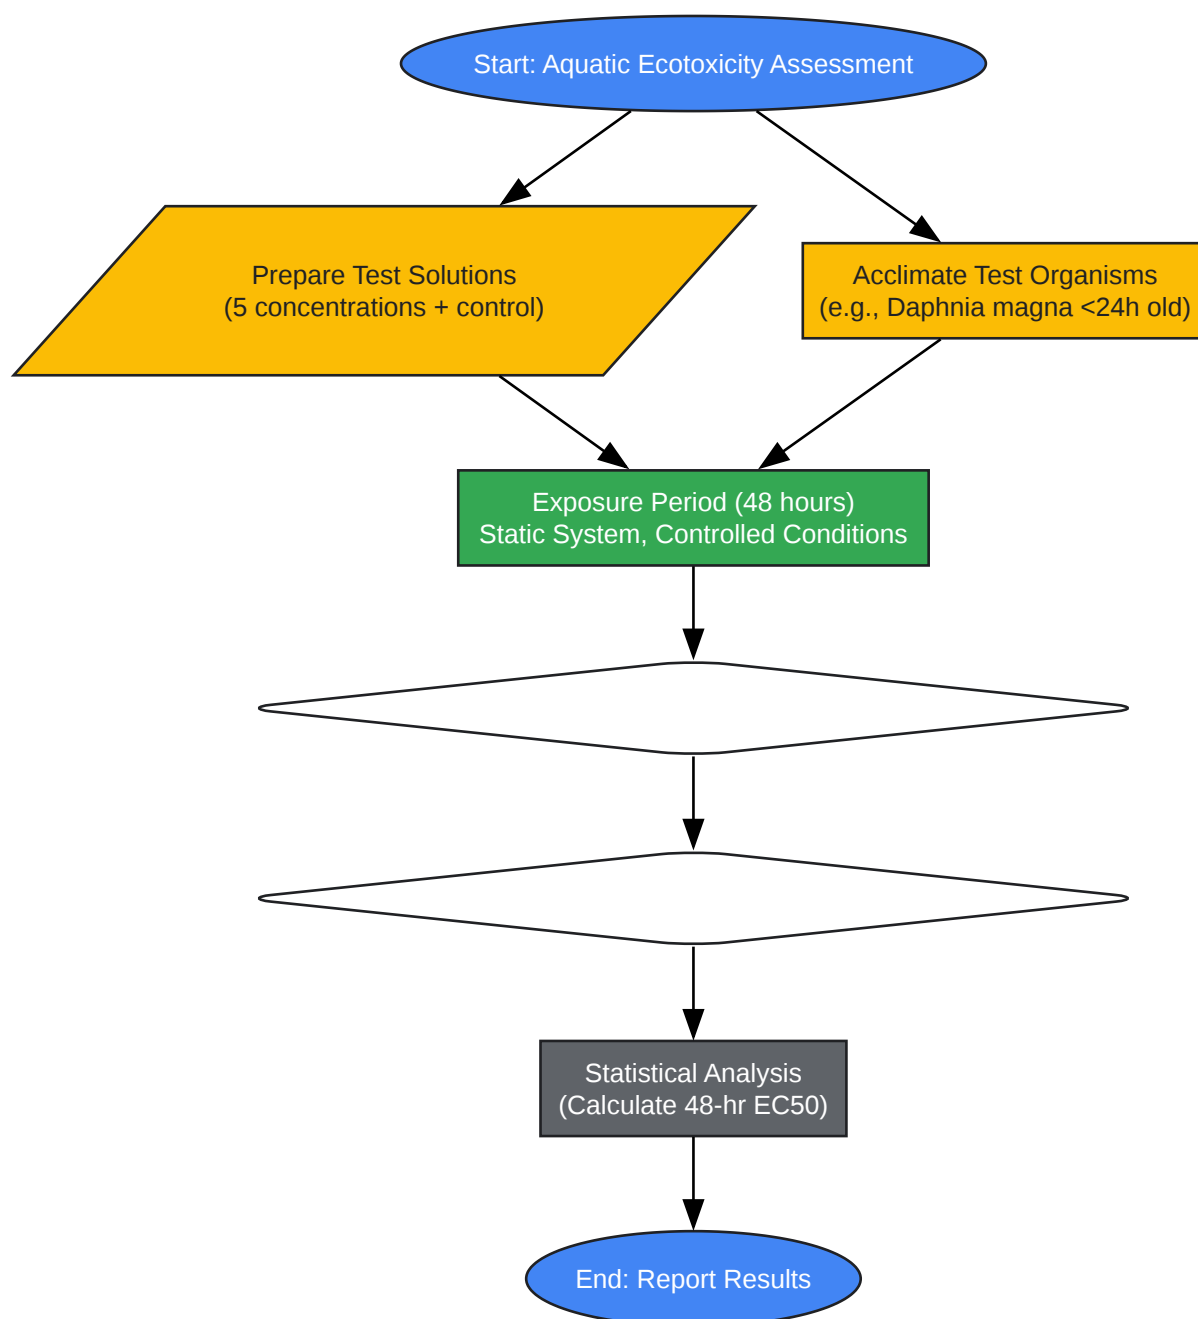 Start: Aquatic Ecotoxicity Assessment
Prepare Test Solutions
(5 concentrations + control)
Acclimate Test Organisms
(e.g., Daphnia magna <24h old)
Exposure Period (48 hours)
Static System, Controlled Conditions
Statistical Analysis
(Calculate 48-hr EC50)
End: Report Results